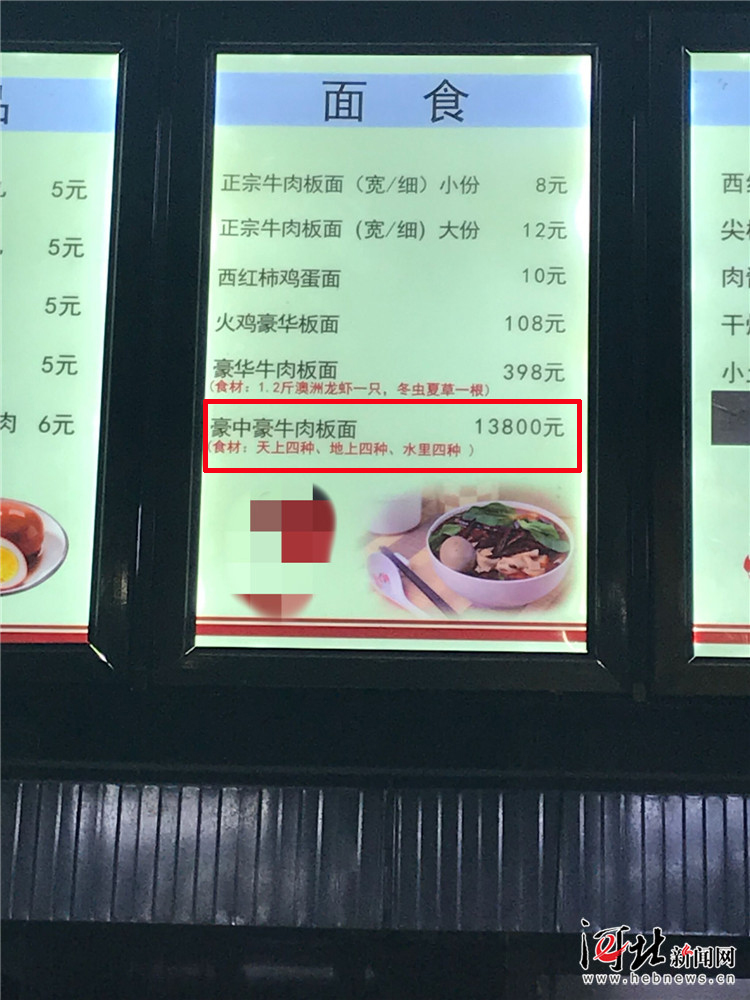 5元
5元
5元
5元
肉 6元
面 食
正宗牛肉板面（宽/细）小份 8元
正宗牛肉板面（宽/细）大份 12元
西红柿鸡蛋面 10元
火鸡豪华板面 108元
豪华牛肉板面 398元
(食材：1.2斤澳洲龙虾一只，冬虫夏草一根)
豪中豪牛肉板面 13800元
(食材：天上四种、地上四种、水里四种 )
西
尖
肉
干
小
河北新闻网
www.hebnews.cn